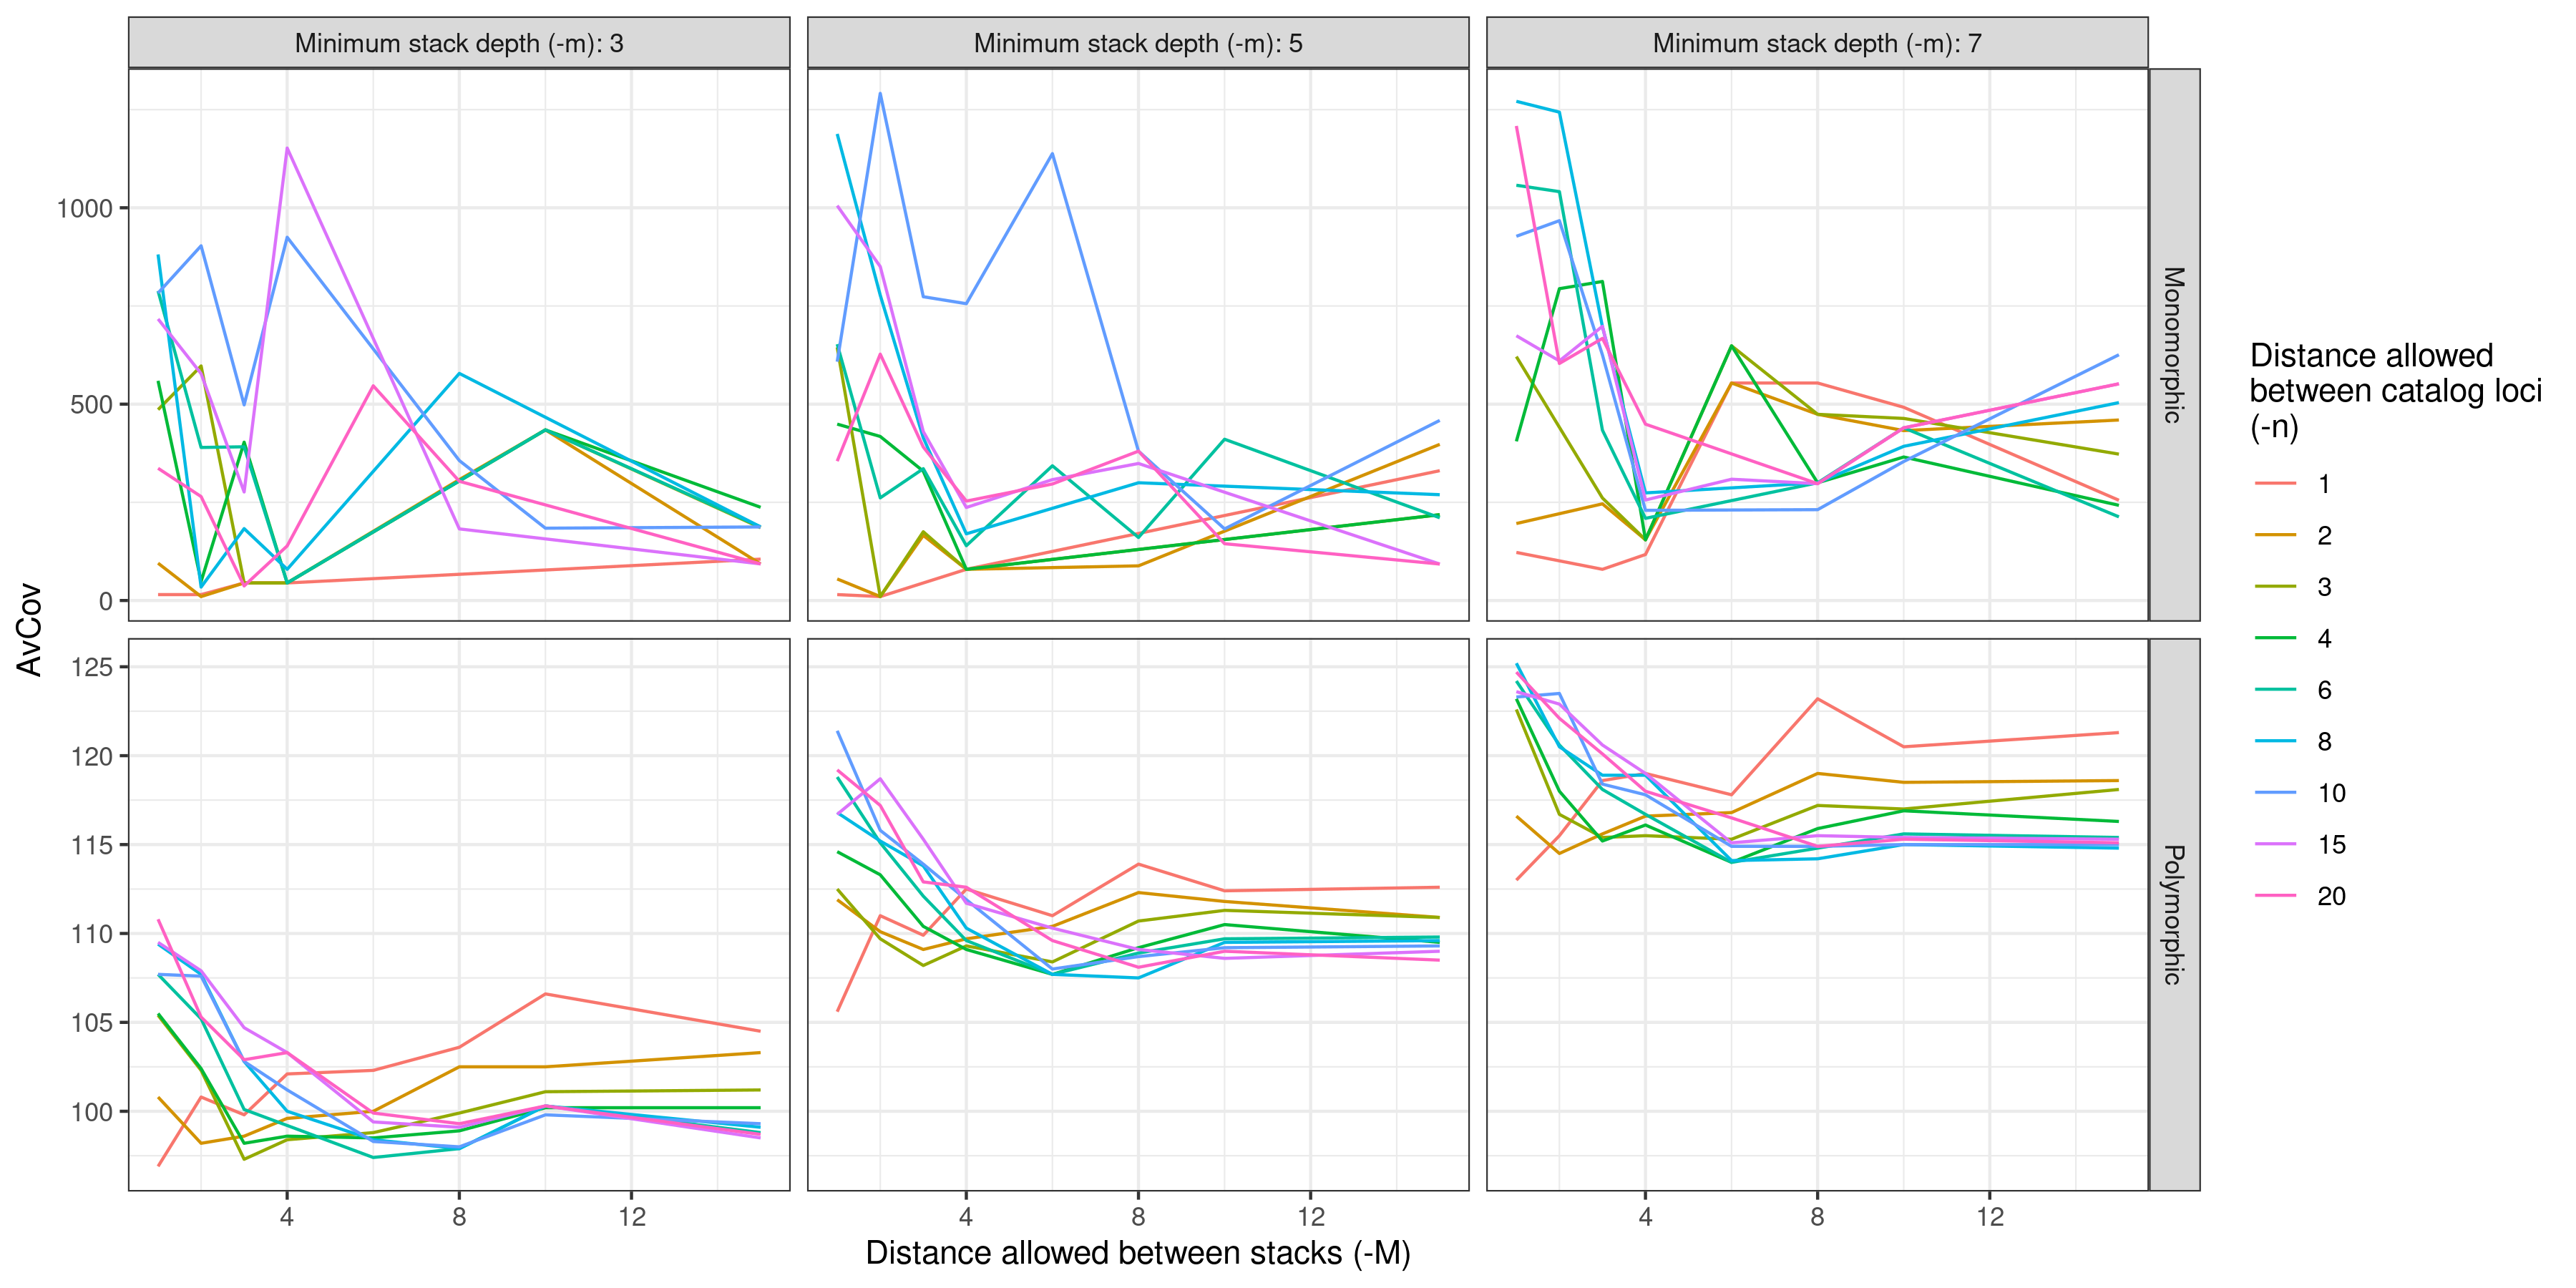 Minimum stack depth (-m): 3
Minimum stack depth (-m): 5
Minimum stack depth (-m): 7
1000
500
0
Monomorphic
125
120
115
110
105
100
Polymorphic
4
8
12
4
8
12
4
8
12
AvCov
Distance allowed between stacks (-M)
Distance allowed
between catalog loci
(-n)
1
2
3
4
6
8
10
15
20